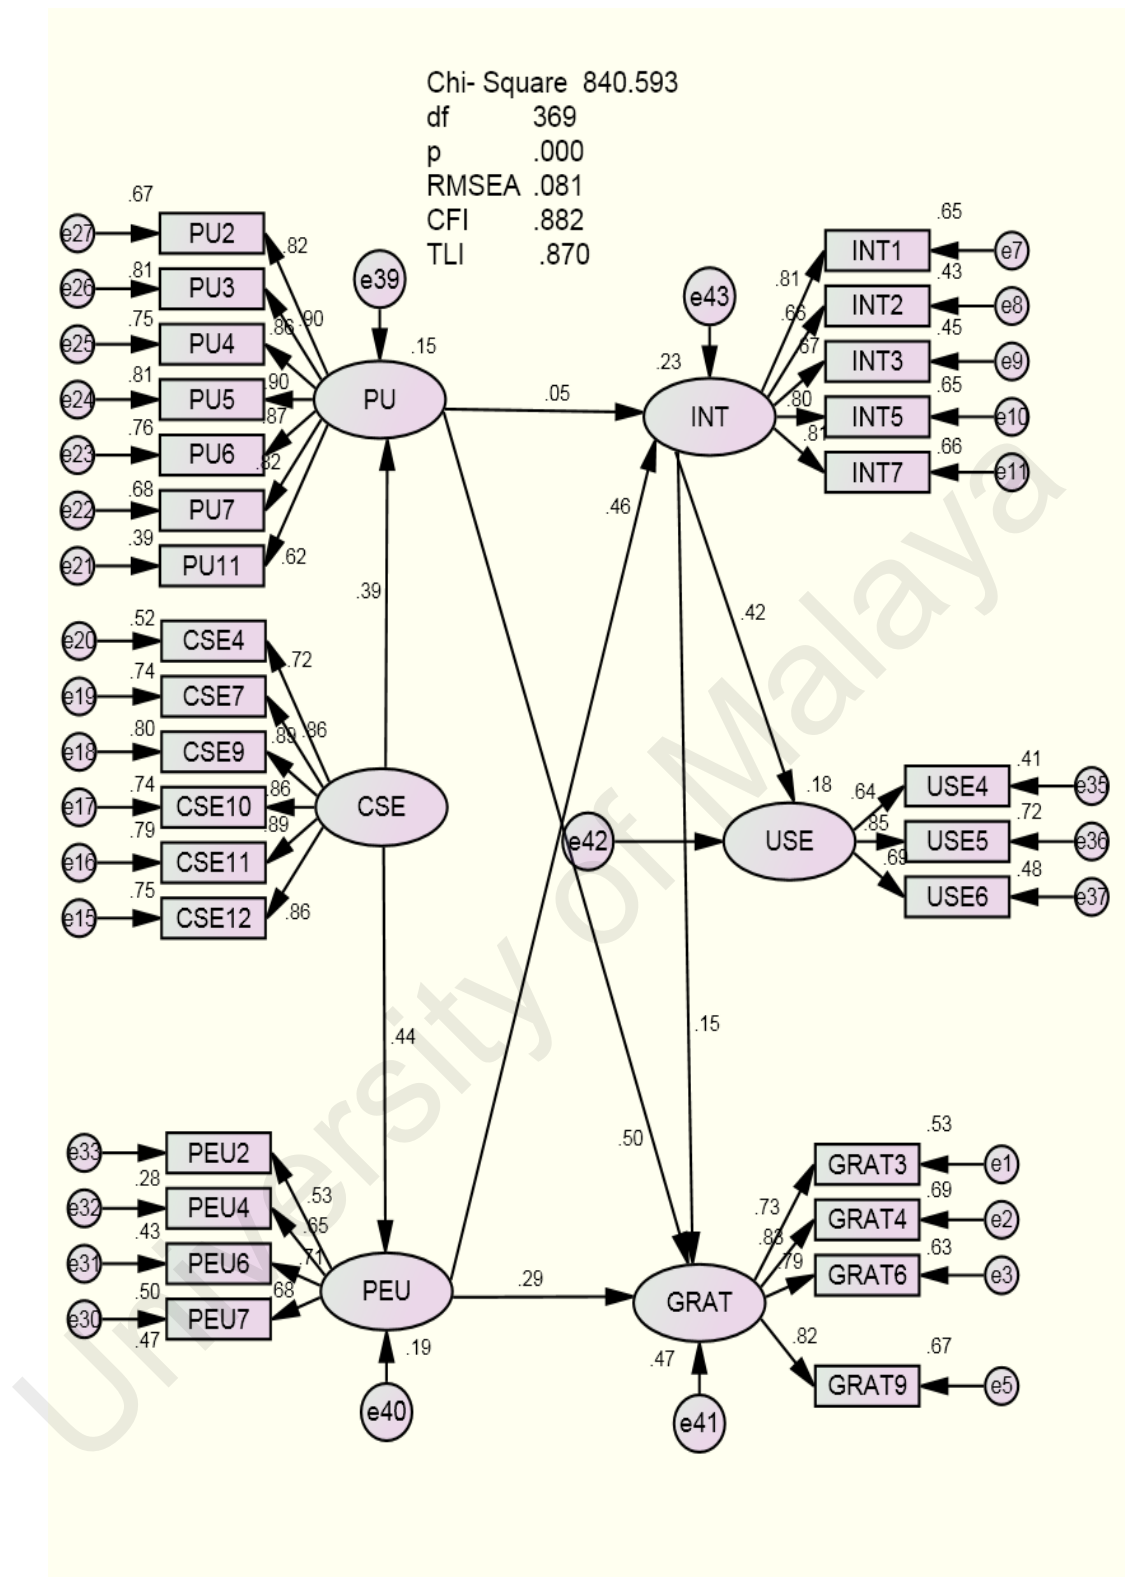 Chi- Square 840.593
df 369
p .000
RMSEA .081
CFI .882
TLI .870
.67
e27 PU2 .82
.81
e26 PU3 .90
.75
e25 PU4 .86
.81
e24 PU5 .90
.76
e23 PU6 .87
.68
e22 PU7 .82
.39
e21 PU11 .62
e39
.15
PU
.05
e43
.23
INT
.65
.81 INT1 e7
.43
.66 INT2 e8
.45
.67 INT3 e9
.65
.80 INT5 e10
.66
.81 INT7 e11
.46
.39
.42
.52
e20 CSE4 .72
.74
e19 CSE7 .86
.80
e18 CSE9 .89
.74
e17 CSE10 .86
.79
e16 CSE11 .89
.75
e15 CSE12 .86
CSE
e42
.18
USE
.41
.64 USE4 e35
.72
.85 USE5 e36
.48
.69 USE6 e37
.44
.15
.50
e33 PEU2 .53
.28
e32 PEU4 .65
.43
e31 PEU6 .71
.50
e30 PEU7 .68
.47
PEU
.29
.19
e40
GRAT
.47
e41
.53
.73 GRAT3 e1
.69
.83 GRAT4 e2
.63
.79 GRAT6 e3
.67
.82 GRAT9 e5
University of Malaya